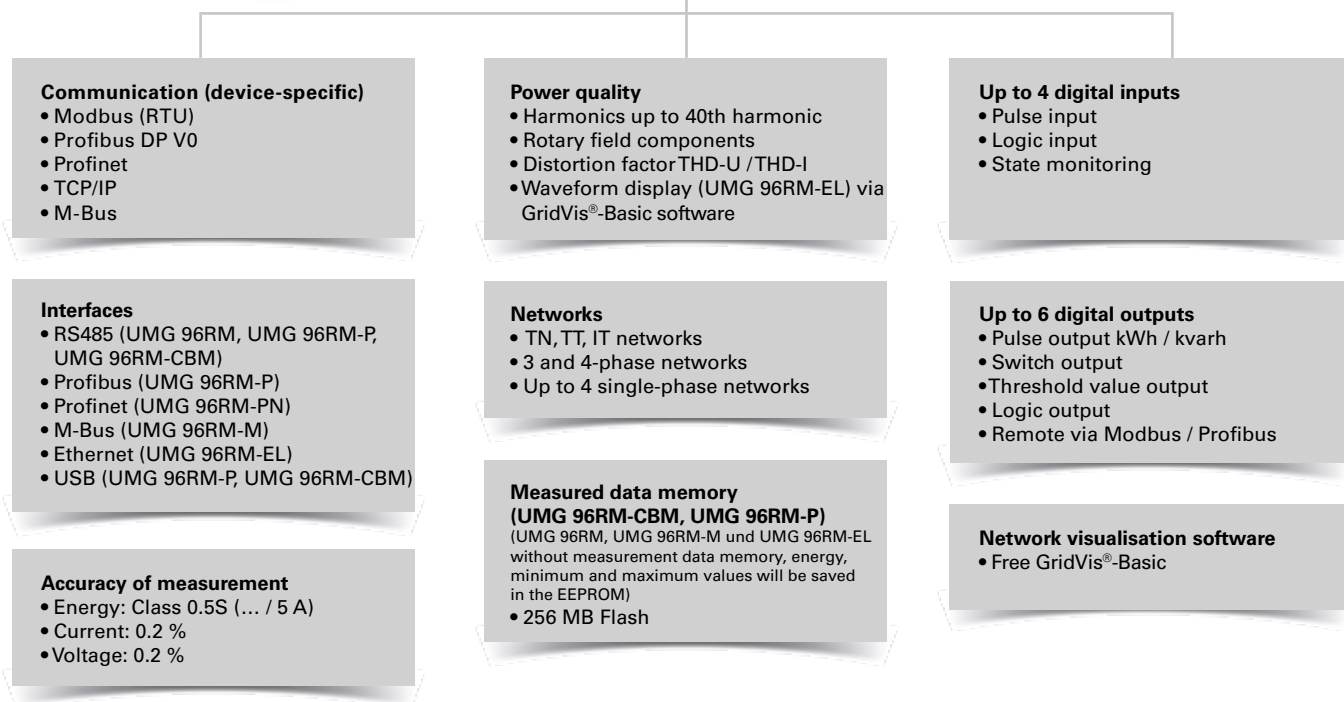 Communication (device-specific)
• Modbus (RTU)
• Profibus DP V0
• Profinet
• TCP/IP
• M-Bus
Interfaces
• RS485 (UMG 96RM, UMG 96RM-P,
UMG 96RM-CBM)
• Profibus (UMG 96RM-P)
• Profinet (UMG 96RM-PN)
• M-Bus (UMG 96RM-M)
• Ethernet (UMG 96RM-EL)
• USB (UMG 96RM-P, UMG 96RM-CBM)
Accuracy of measurement
• Energy: Class 0.5S (… / 5 A)
• Current: 0.2 %
• Voltage: 0.2 %
Power quality
• Harmonics up to 40th harmonic
• Rotary field components
• Distortion factor THD-U / THD-I
• Waveform display (UMG 96RM-EL) via
GridVis®-Basic software
Networks
• TN, TT, IT networks
• 3 and 4-phase networks
• Up to 4 single-phase networks
Measured data memory
(UMG 96RM-CBM, UMG 96RM-P)
(UMG 96RM, UMG 96RM-M und UMG 96RM-EL
without measurement data memory, energy,
minimum and maximum values will be saved
in the EEPROM)
• 256 MB Flash
Up to 4 digital inputs
• Pulse input
• Logic input
• State monitoring
Up to 6 digital outputs
• Pulse output kWh / kvarh
• Switch output
• Threshold value output
• Logic output
• Remote via Modbus / Profibus
Network visualisation software
• Free GridVis®-Basic